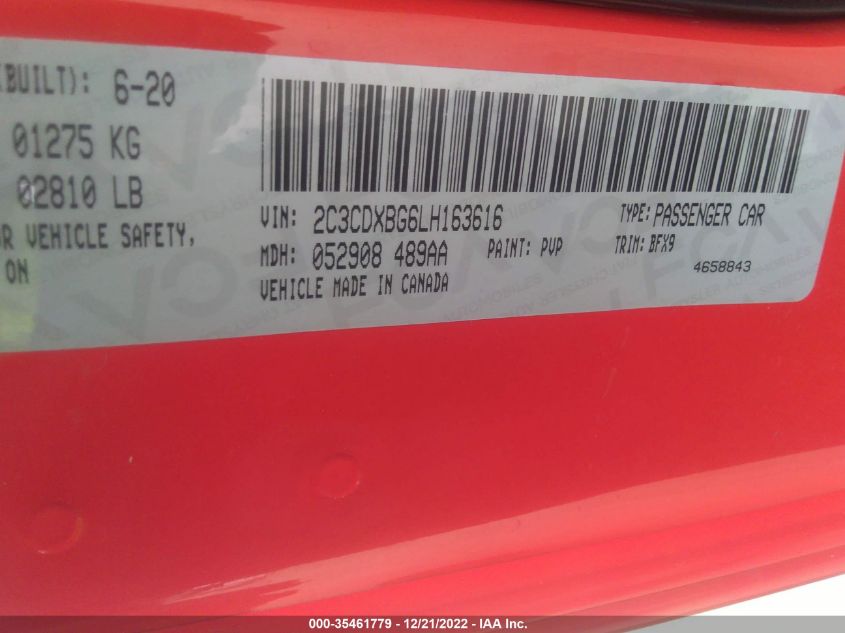 (BUILT): 6-20
01275 KG
02810 LB
R VEHICLE SAFETY,
ON
VIN: 2C3CDXBG6LH163616
TYPE: PASSENGER CAR
MDH: 052908 489AA
PAINT: PVP
TRIM: BFX9
VEHICLE MADE IN CANADA
4658843
000-35461779 - 12/21/2022 - IAA Inc.